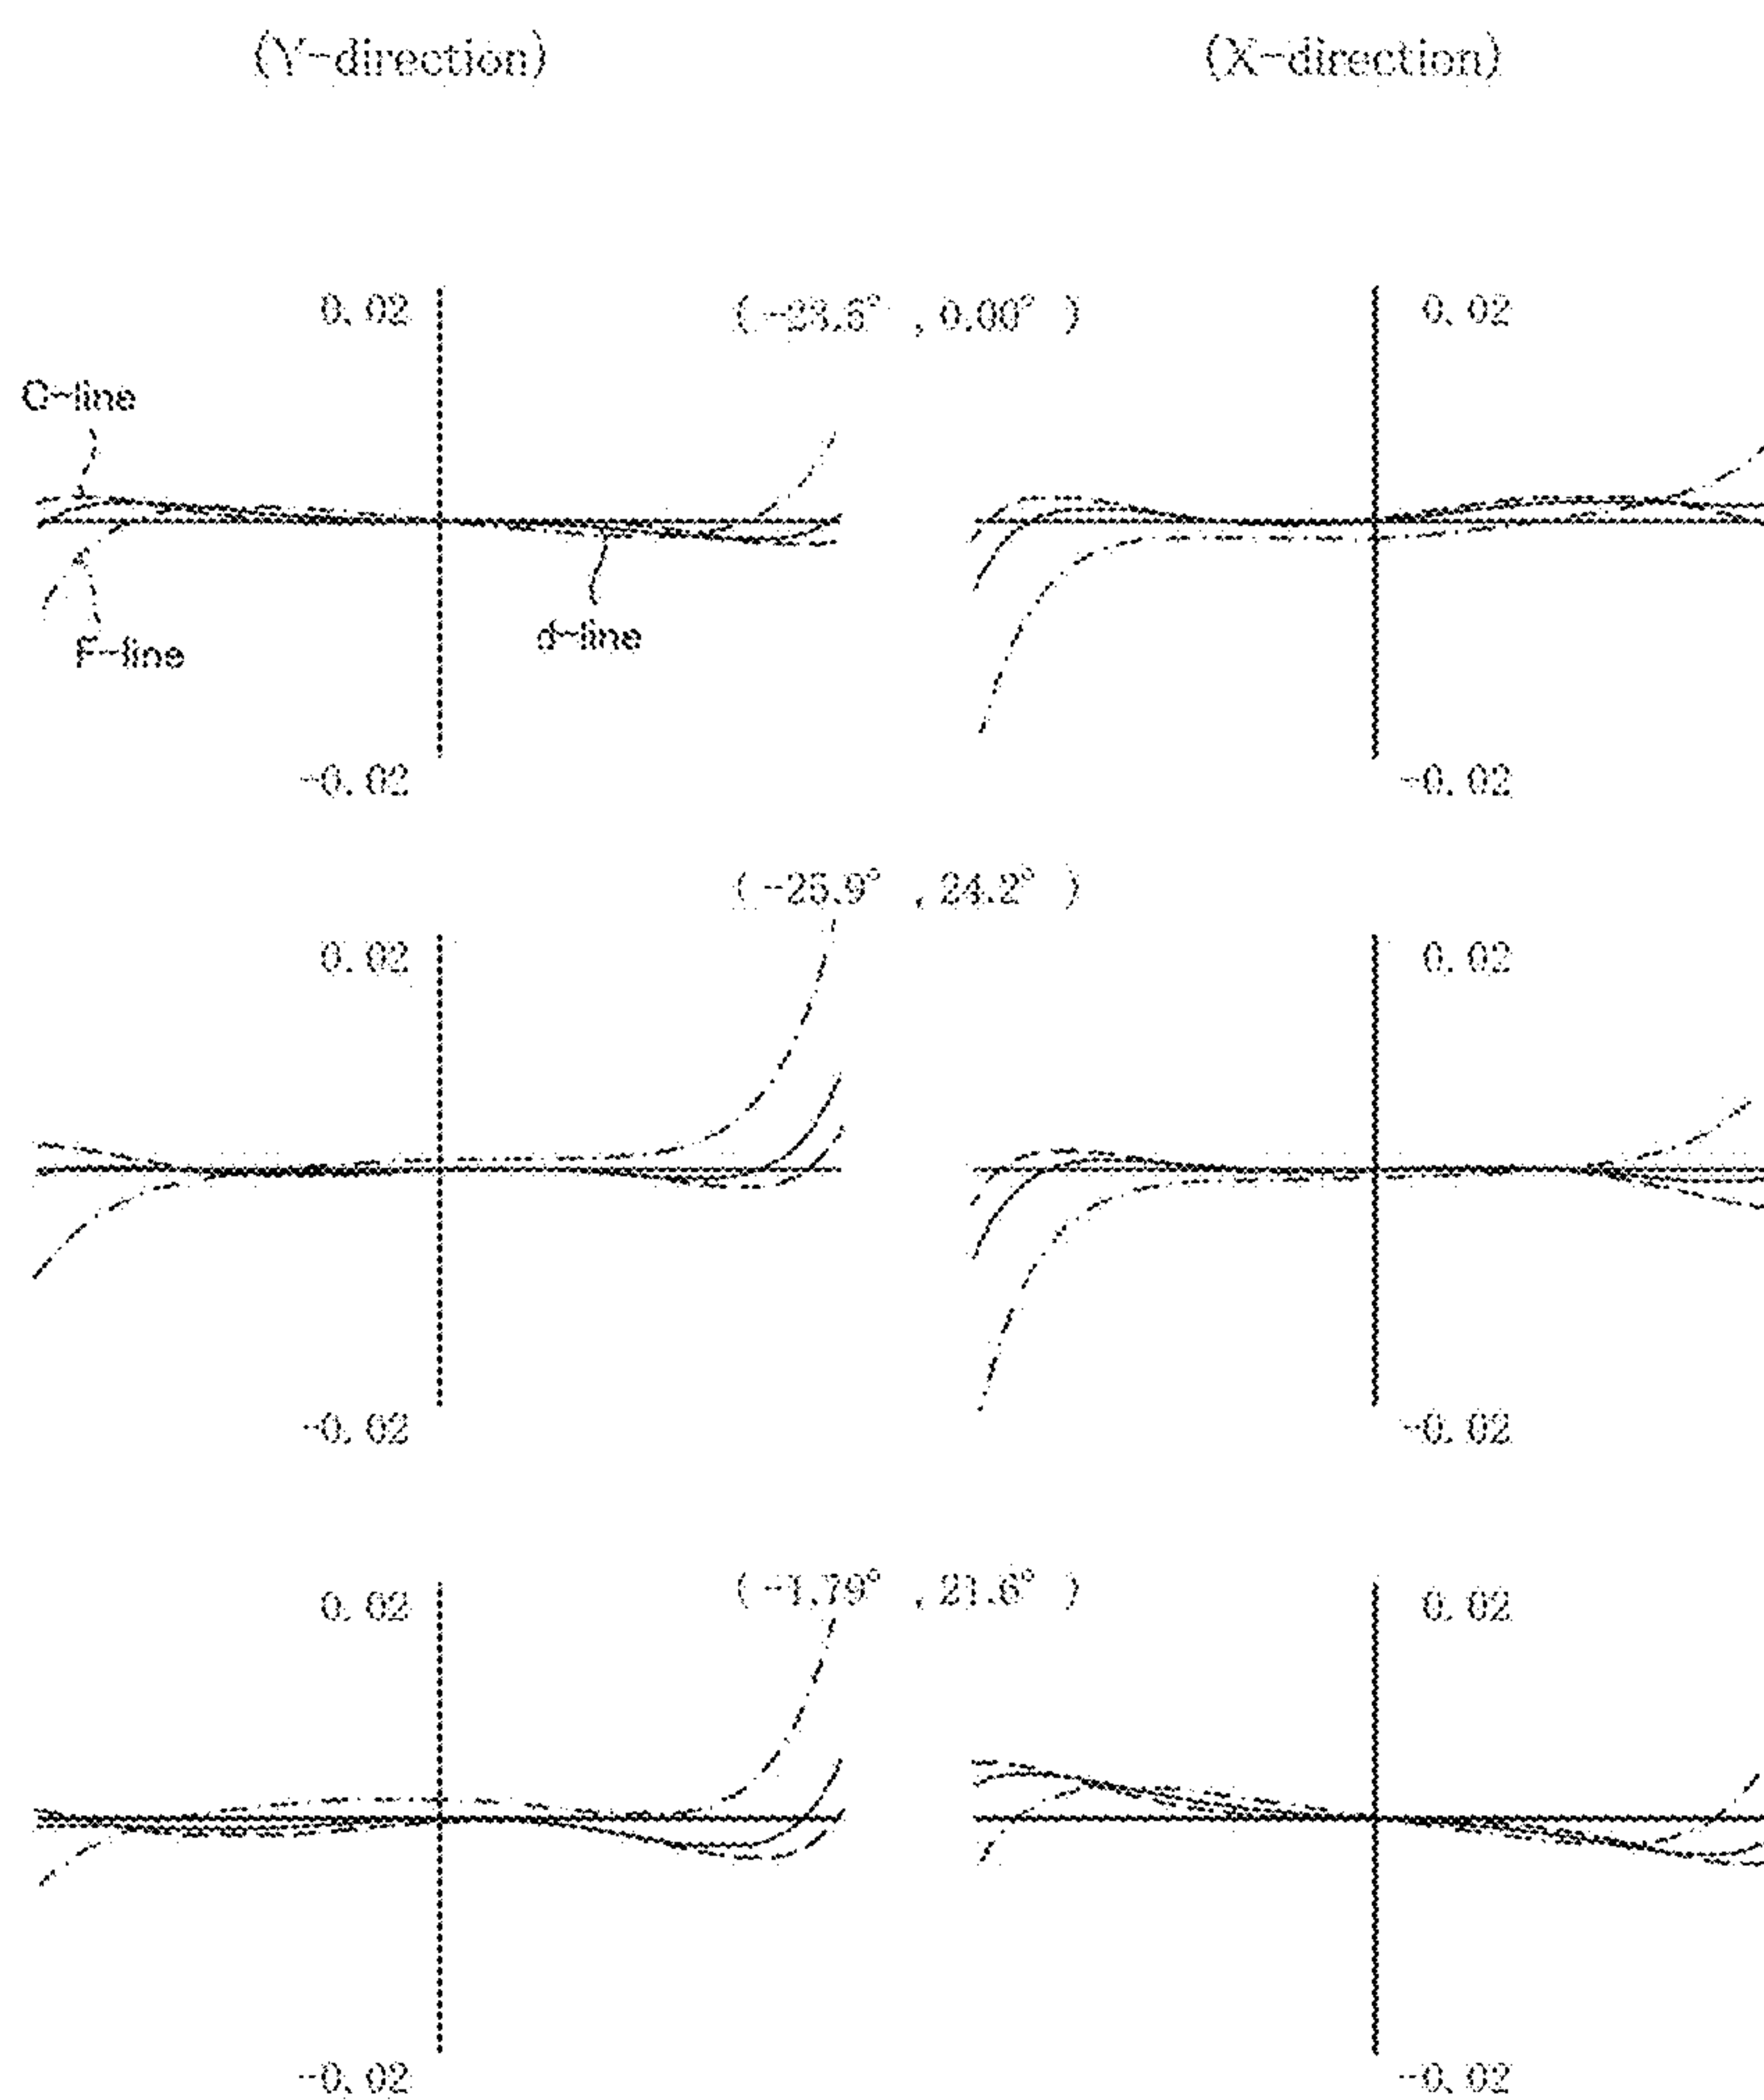 (Y-direction) (X-direction)
0.02 (-23.6° , 0.00° ) 0.02
C-line
F-line d-line
-0.02 -0.02
(-25.9° , 24.2° )
0.02 0.02
-0.02 -0.02
0.02 (-1.79° , 21.6° ) 0.02
-0.02 -0.02